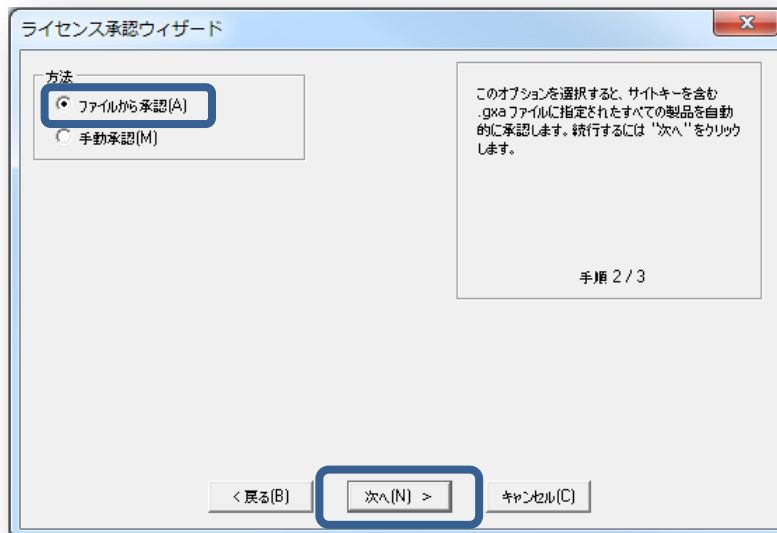 ライセンス承認ウィザード
方法
ファイルから承認(A)
手動承認(M)
このオプションを選択すると、サイトキーを含む
.gxaファイルに指定されたすべての製品を自動
的に承認します。続行するには "次へ"をクリック
します。
手順 2 / 3
< 戻る(B)
次へ(N) >
キャンセル(C)